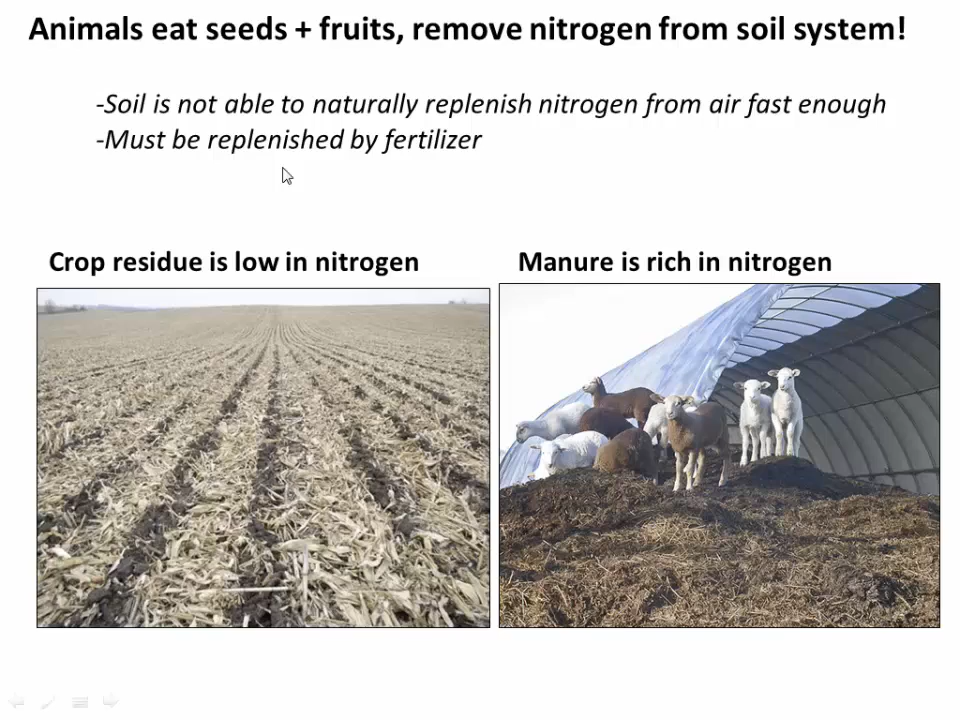 Animals eat seeds + fruits, remove nitrogen from soil system!
-Soil is not able to naturally replenish nitrogen from air fast enough
-Must be replenished by fertilizer
Crop residue is low in nitrogen
Manure is rich in nitrogen